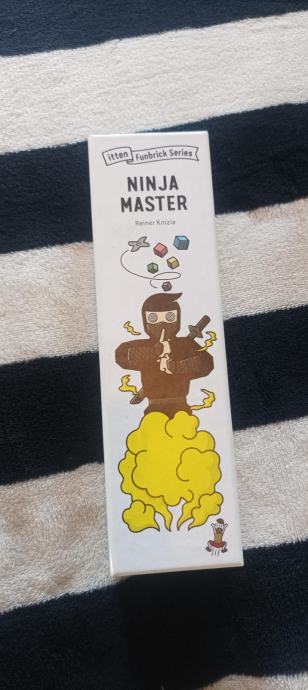 itten Funbrick Series
NINJA
MASTER
Reiner Knizia